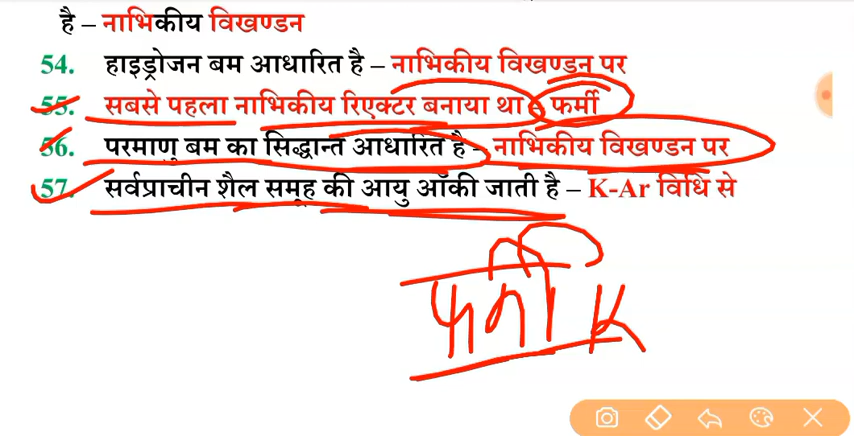 है – नाभिकीय विखण्डन
54. हाइड्रोजन बम आधारित है – नाभिकीय विखण्डन पर
55. सबसे पहला नाभिकीय रिएक्टर बनाया था – फर्मी
56. परमाणु बम का सिद्धान्त आधारित है – नाभिकीय विखण्डन पर
57. सर्वप्राचीन शैल समूह की आयु आँकी जाती है – K-Ar विधि से
फर्मी K